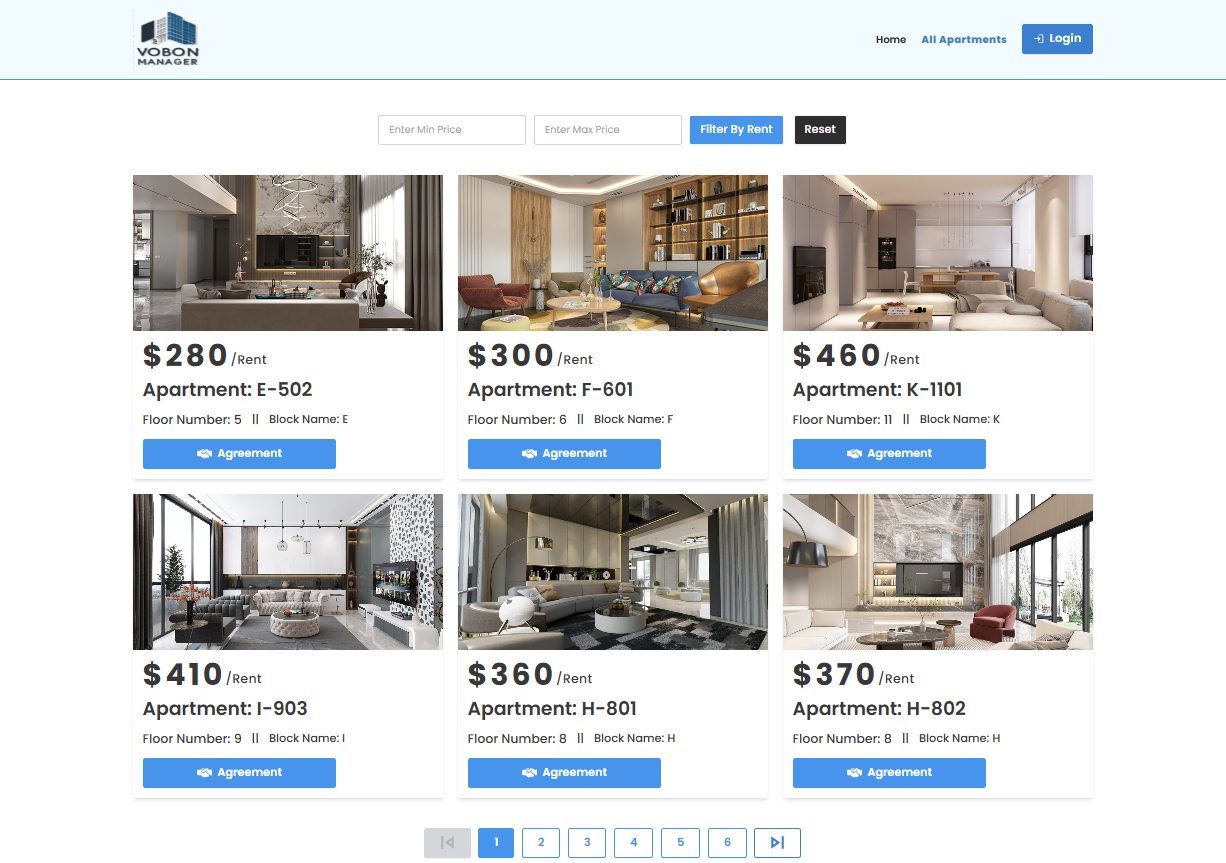 VOBON
MANAGER
Home All Apartments Login
Enter Min Price Enter Max Price Filter By Rent Reset
$280 /Rent
Apartment: E-502
Floor Number: 5 || Block Name: E
Agreement
$300 /Rent
Apartment: F-601
Floor Number: 6 || Block Name: F
Agreement
$460 /Rent
Apartment: K-1101
Floor Number: 11 || Block Name: K
Agreement
$410 /Rent
Apartment: I-903
Floor Number: 9 || Block Name: I
Agreement
$360 /Rent
Apartment: H-801
Floor Number: 8 || Block Name: H
Agreement
$370 /Rent
Apartment: H-802
Floor Number: 8 || Block Name: H
Agreement
1 2 3 4 5 6